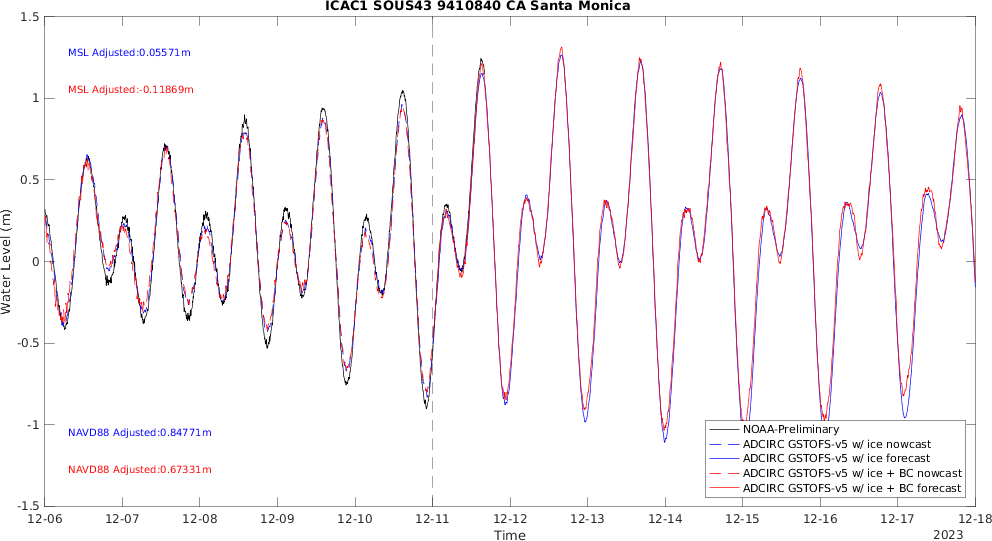 ICAC1 SOUS43 9410840 CA Santa Monica
1.5
1
0.5
0
-0.5
-1
-1.5
Water Level (m)
MSL Adjusted:0.05571m
MSL Adjusted:-0.11869m
NAVD88 Adjusted:0.84771m
NAVD88 Adjusted:0.67331m
NOAA-Preliminary
ADCIRC GSTOFS-v5 w/ ice nowcast
ADCIRC GSTOFS-v5 w/ ice forecast
ADCIRC GSTOFS-v5 w/ ice + BC nowcast
ADCIRC GSTOFS-v5 w/ ice + BC forecast
12-06 12-07 12-08 12-09 12-10 12-11 12-12 12-13 12-14 12-15 12-16 12-17 12-18
Time
2023